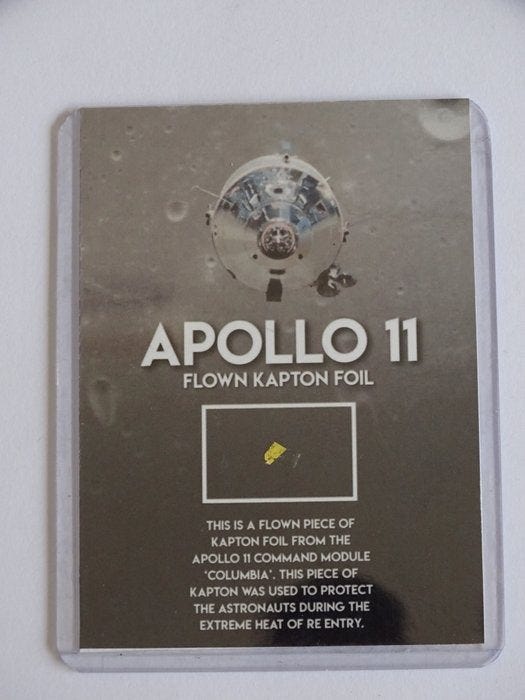 APOLLO 11
FLOWN KAPTON FOIL
THIS IS A FLOWN PIECE OF
KAPTON FOIL FROM THE
APOLLO 11 COMMAND MODULE
'COLUMBIA'. THIS PIECE OF
KAPTON WAS USED TO PROTECT
THE ASTRONAUTS DURING THE
EXTREME HEAT OF RE ENTRY.